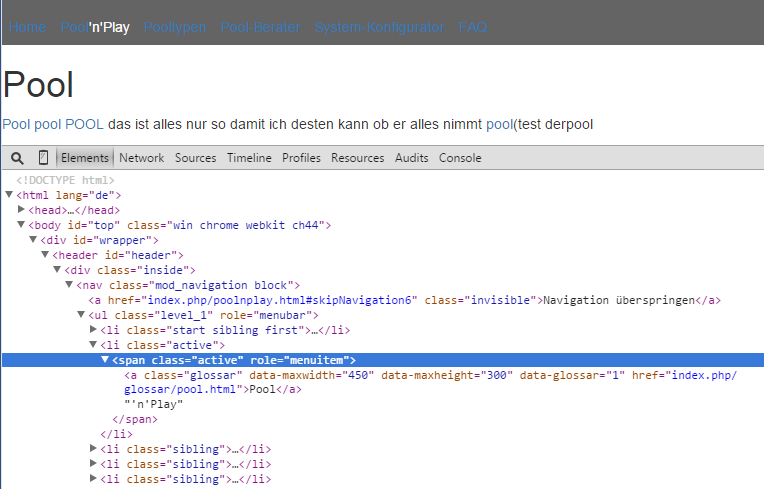 Home Pool'n'Play Pooltypen Pool-Berater System-Konfigurator FAQ
Pool
Pool pool POOL das ist alles nur so damit ich desten kann ob er alles nimmt pool(test derpool
Elements Network Sources Timeline Profiles Resources Audits Console
<!DOCTYPE html>
<html lang="de">
<head>…</head>
<body id="top" class="win chrome webkit ch44">
<div id="wrapper">
<header id="header">
<div class="inside">
<nav class="mod_navigation block">
<a href="index.php/poolnplay.html#skipNavigation6" class="invisible">Navigation überspringen</a>
<ul class="level_1" role="menubar">
<li class="start sibling first">…</li>
<li class="active">
<span class="active" role="menuitem">
<a class="glossar" data-maxwidth="450" data-maxheight="300" data-glossar="1" href="index.php/
glossar/pool.html">Pool</a>
"'n'Play"
</span>
</li>
<li class="sibling">…</li>
<li class="sibling">…</li>
<li class="sibling">…</li>